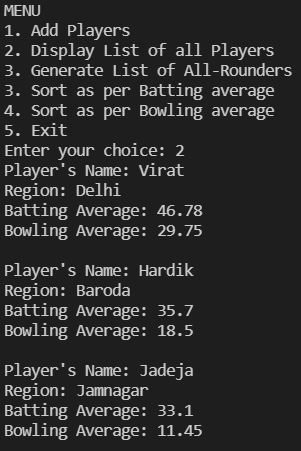 MENU
1. Add Players
2. Display List of all Players
3. Generate List of All-Rounders
3. Sort as per Batting average
4. Sort as per Bowling average
5. Exit
Enter your choice: 2
Player's Name: Virat
Region: Delhi
Batting Average: 46.78
Bowling Average: 29.75

Player's Name: Hardik
Region: Baroda
Batting Average: 35.7
Bowling Average: 18.5

Player's Name: Jadeja
Region: Jamnagar
Batting Average: 33.1
Bowling Average: 11.45